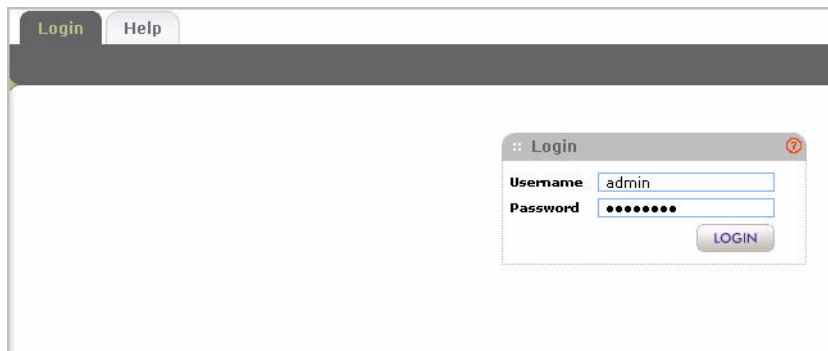 Login Help
:: Login ?
Username admin
Password ●●●●●●●●
LOGIN